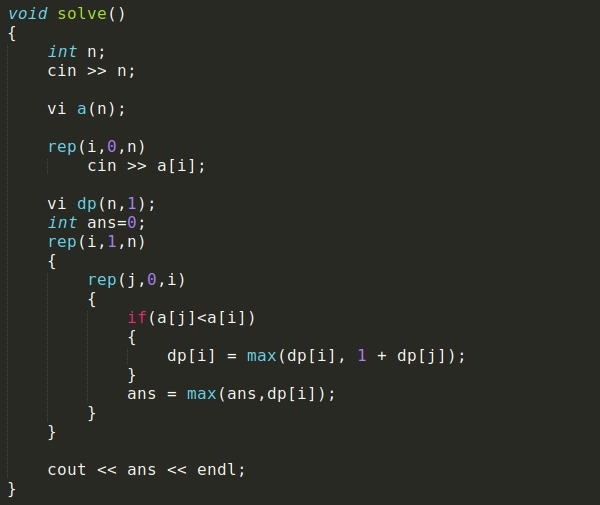 void solve()
{
    int n;
    cin >> n;

    vi a(n);

    rep(i,0,n)
        cin >> a[i];

    vi dp(n,1);
    int ans=0;
    rep(i,1,n)
    {
        rep(j,0,i)
        {
            if(a[j]<a[i])
            {
                dp[i] = max(dp[i], 1 + dp[j]);
            }
            ans = max(ans,dp[i]);
        }
    }

    cout << ans << endl;
}